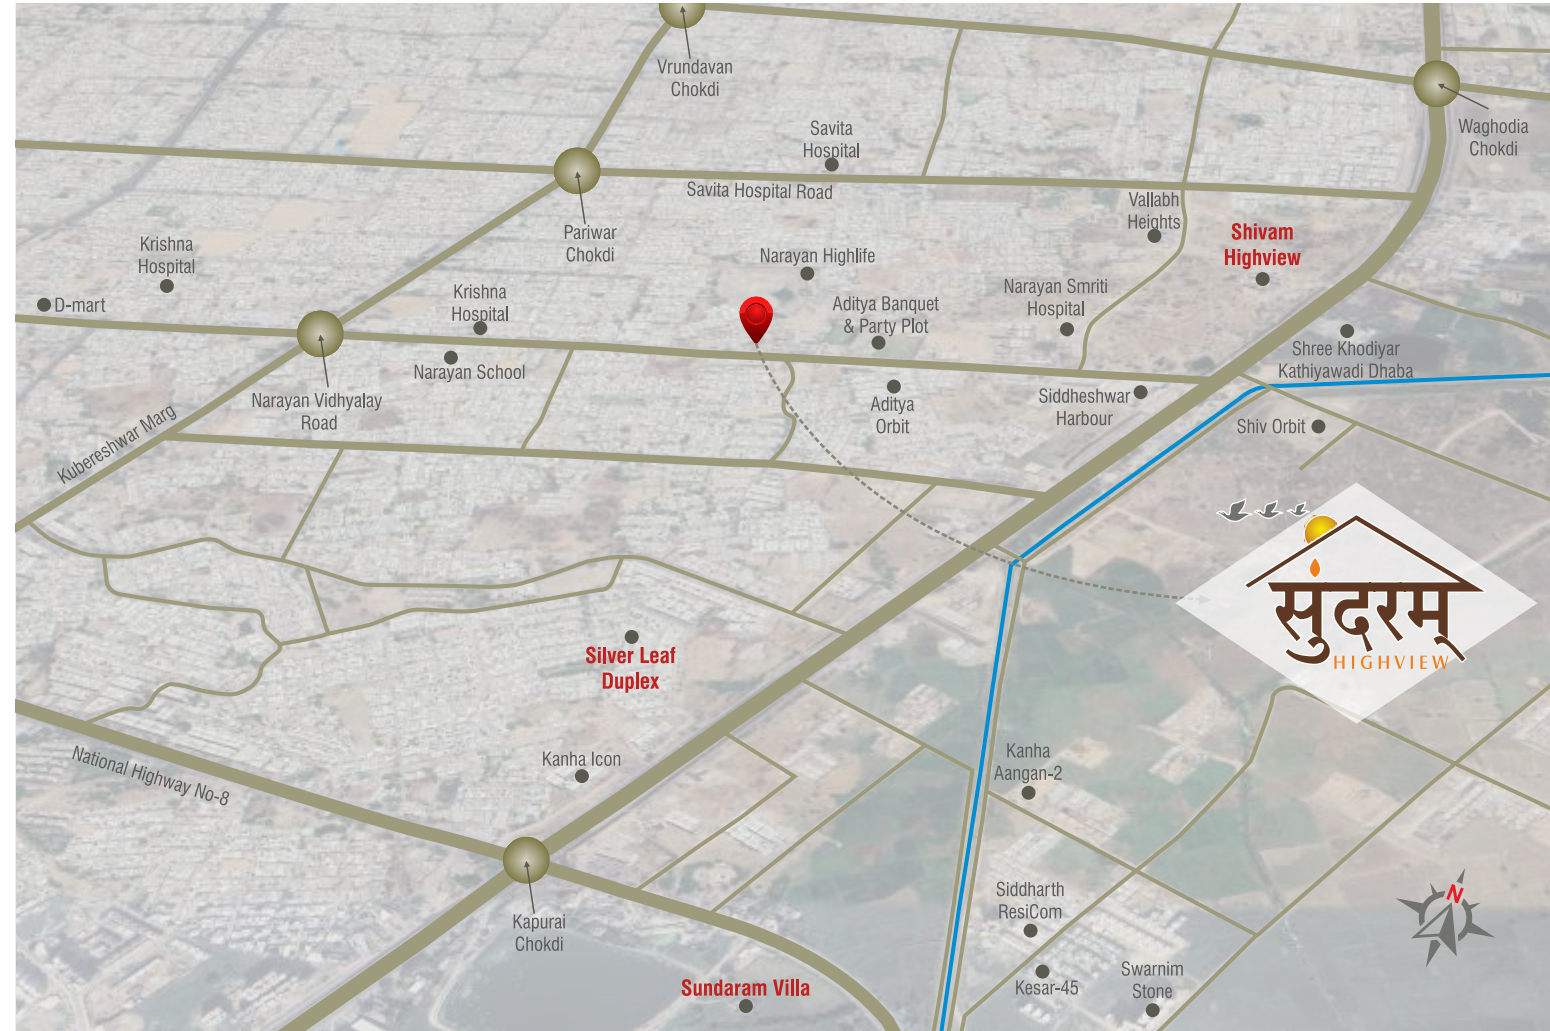 Vrundavan
Chokdi
Waghodia
Chokdi
Savita
Hospital
Savita Hospital Road
Pariwar
Chokdi
Vallabh
Heights
Shivam
Highview
Krishna
Hospital
D-mart
Narayan Highlife
Krishna
Hospital
Aditya Banquet
& Party Plot
Narayan Smriti
Hospital
Shree Khodiyar
Kathiyawadi Dhaba
Narayan School
Narayan Vidhyalay
Road
Aditya
Orbit
Siddheshwar
Harbour
Shiv Orbit
Kubereshwar Marg
सुंदरम्
HIGHVIEW
Silver Leaf
Duplex
National Highway No-8
Kanha Icon
Kanha
Aangan-2
Kapurai
Chokdi
Siddharth
ResiCom
N
Kesar-45
Swarnim
Stone
Sundaram Villa